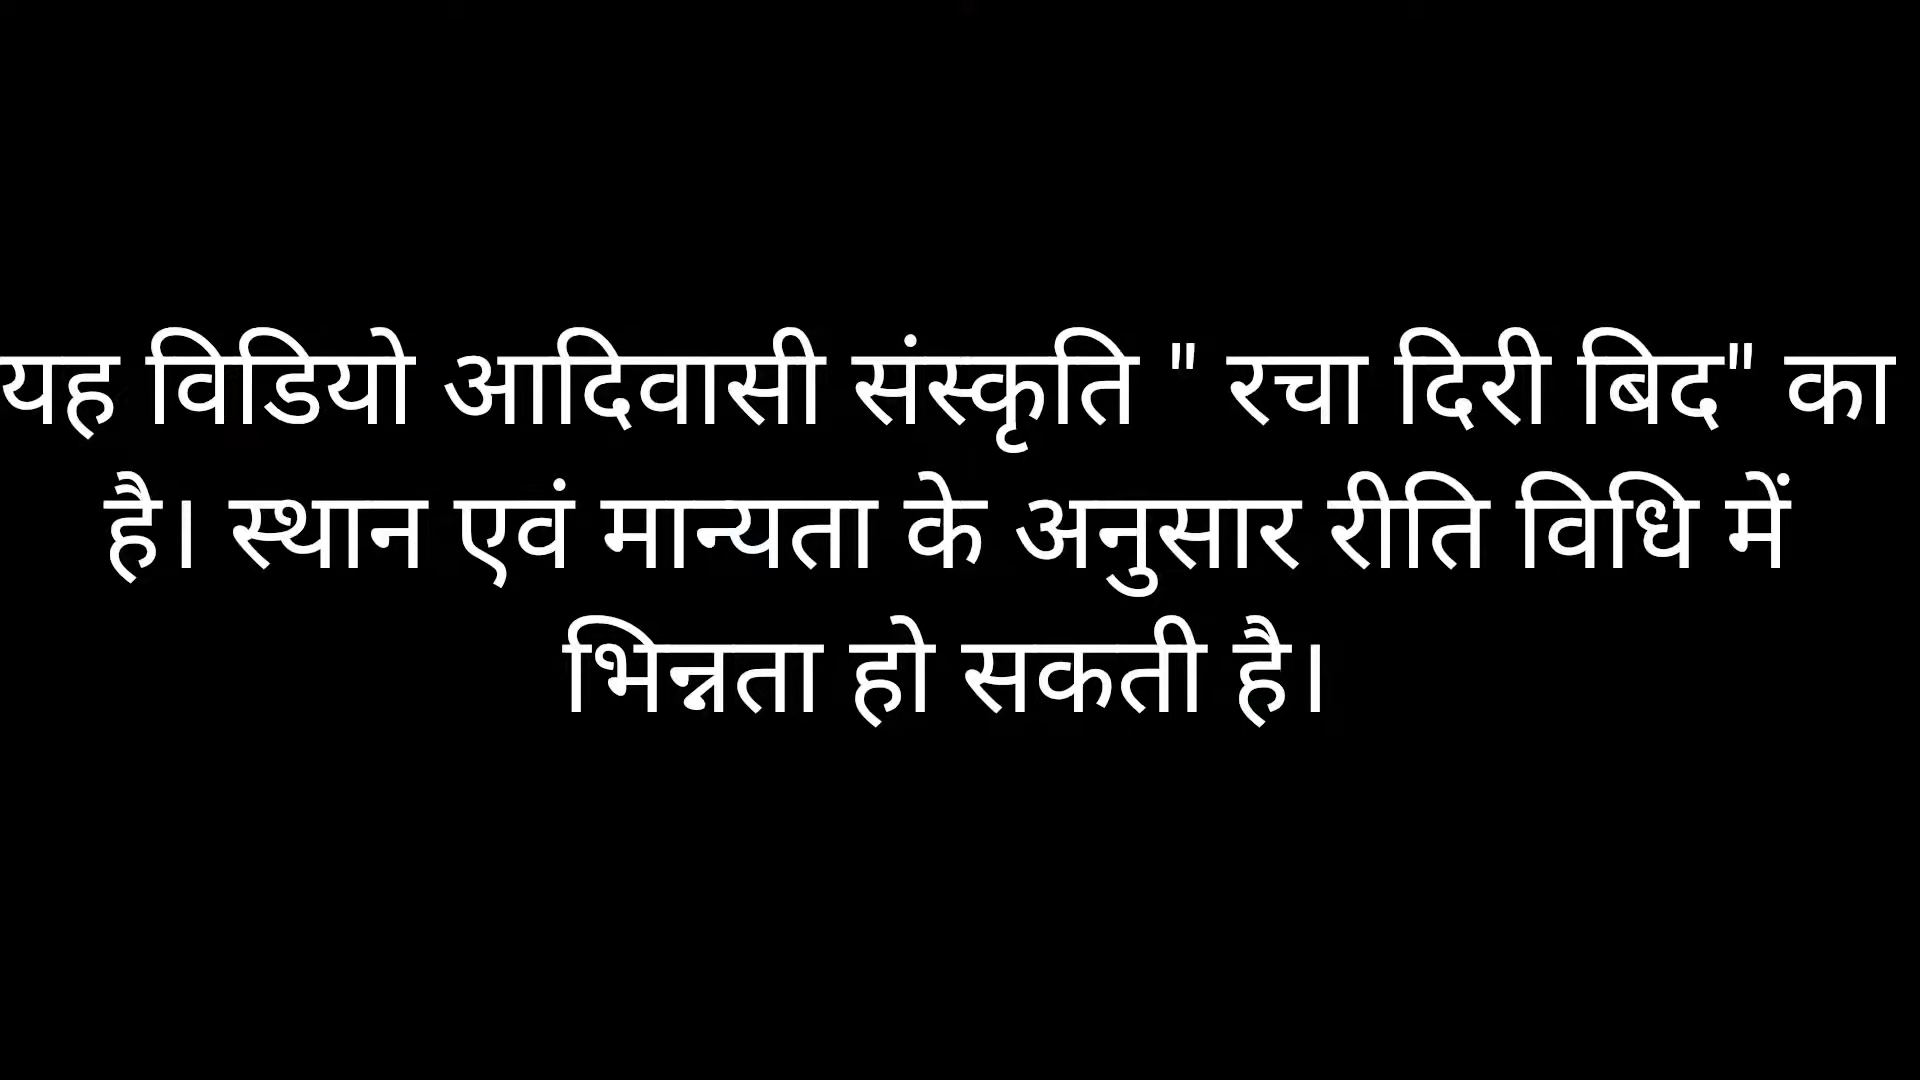 यह विडियो आदिवासी संस्कृति " रचा दिरी बिद" का
है। स्थान एवं मान्यता के अनुसार रीति विधि में
भिन्नता हो सकती है।